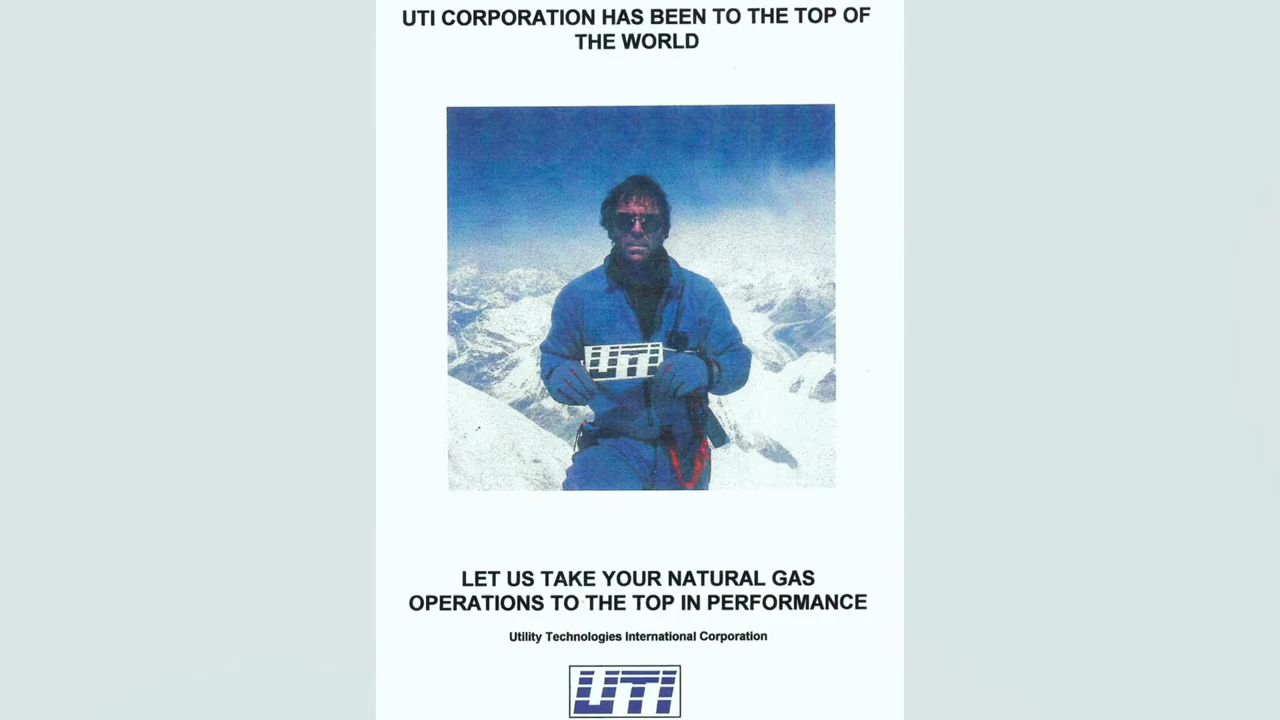 UTI CORPORATION HAS BEEN TO THE TOP OF
THE WORLD
UTI
LET US TAKE YOUR NATURAL GAS
OPERATIONS TO THE TOP IN PERFORMANCE
Utility Technologies International Corporation
UTI